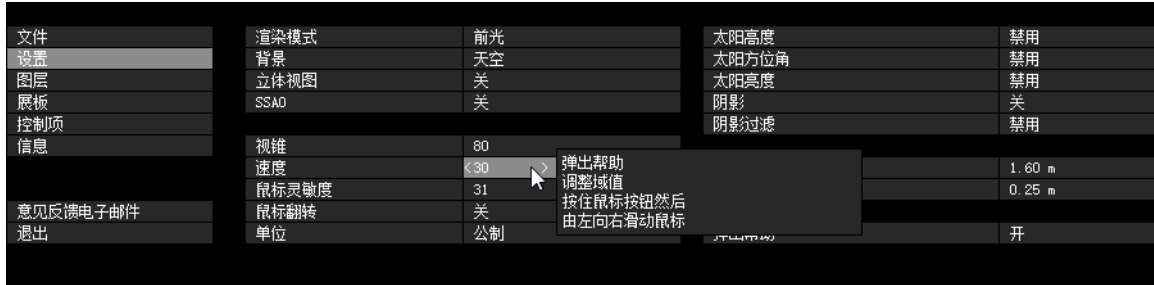 文件
设置
图层
展板
控制项
信息
意见反馈电子邮件
退出
渲染模式 前光
背景 天空
立体视图 关
SSAO 关
视锥 80
速度 <30 >
鼠标灵敏度 31
鼠标翻转 关
单位 公制
太阳高度 禁用
太阳方位角 禁用
太阳亮度 禁用
阴影 关
阴影过滤 禁用
1.60 m
0.25 m
弹出帮助 开
弹出帮助
调整域值
按住鼠标按钮然后
由左向右滑动鼠标